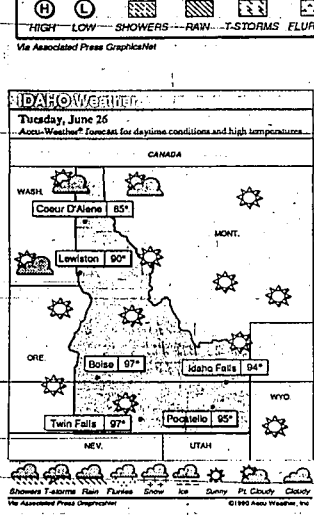 HIGH LOW SHOWERS RAIN T-STORMS FLUR
Via Associated Press GraphicsNet
IDAHO Weather
Tuesday, June 26
Accu-Weather® forecast for daytime conditions and high temperatures
CANADA
WASH.
Coeur D'Alene 85°
MONT.
Lewiston 90°
ORE.
Boise 97°
Idaho Falls 94°
WYO.
Twin Falls 97°
Pocatello 95°
NEV. UTAH
Showers T-storms Rain Flurries Snow Ice Sunny Pt. Cloudy Cloudy
Via Associated Press GraphicsNet ©1990 Accu Weather, Inc